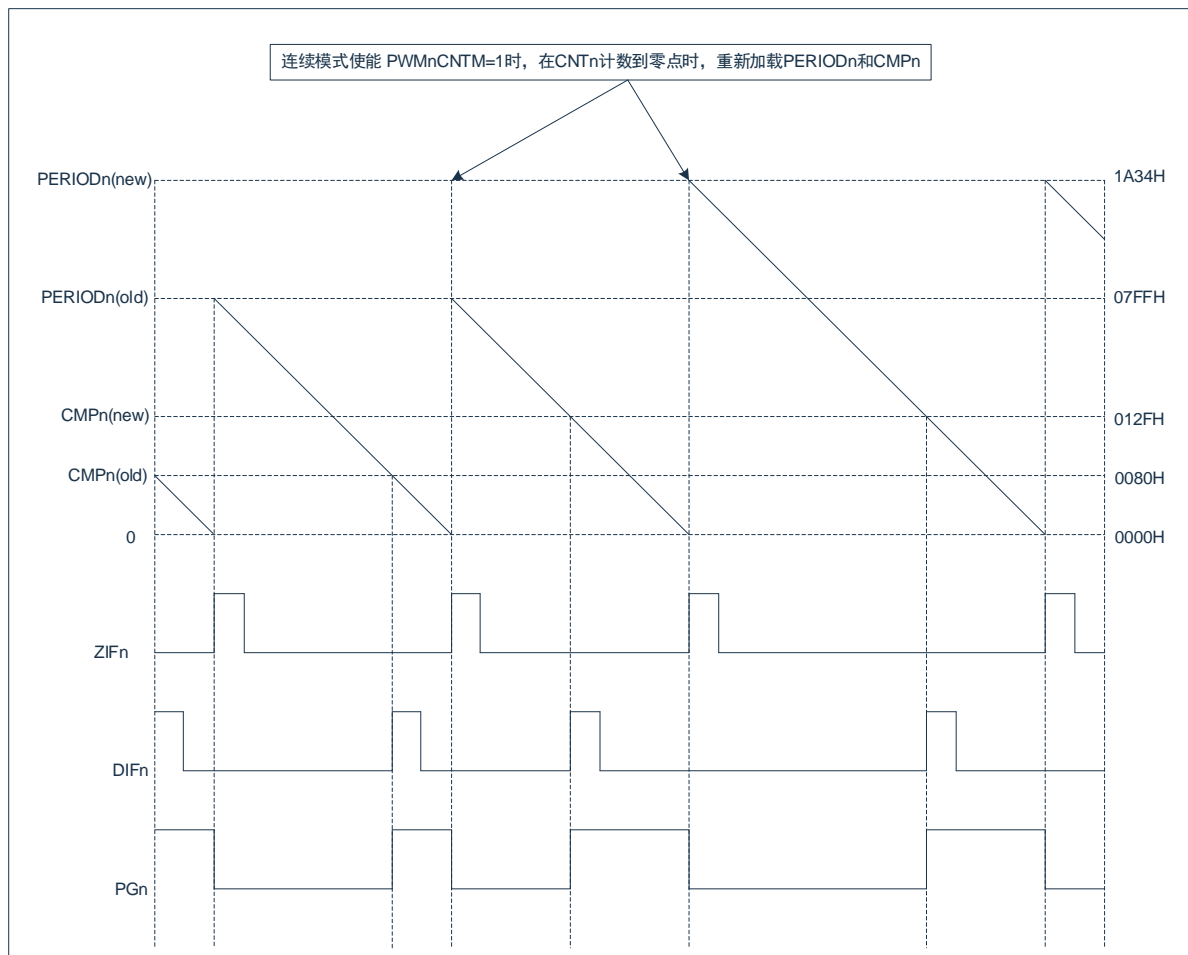 连续模式使能 PWMnCNTM=1时，在CNTn计数到零点时，重新加载PERIODn和CMPn
PERIODn(new)
1A34H
PERIODn(old)
07FFH
CMPn(new)
012FH
CMPn(old)
0080H
0
0000H
ZIFn
DIFn
PGn